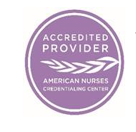 ACCREDITED
PROVIDER
AMERICAN NURSES
CREDENTIALING CENTER